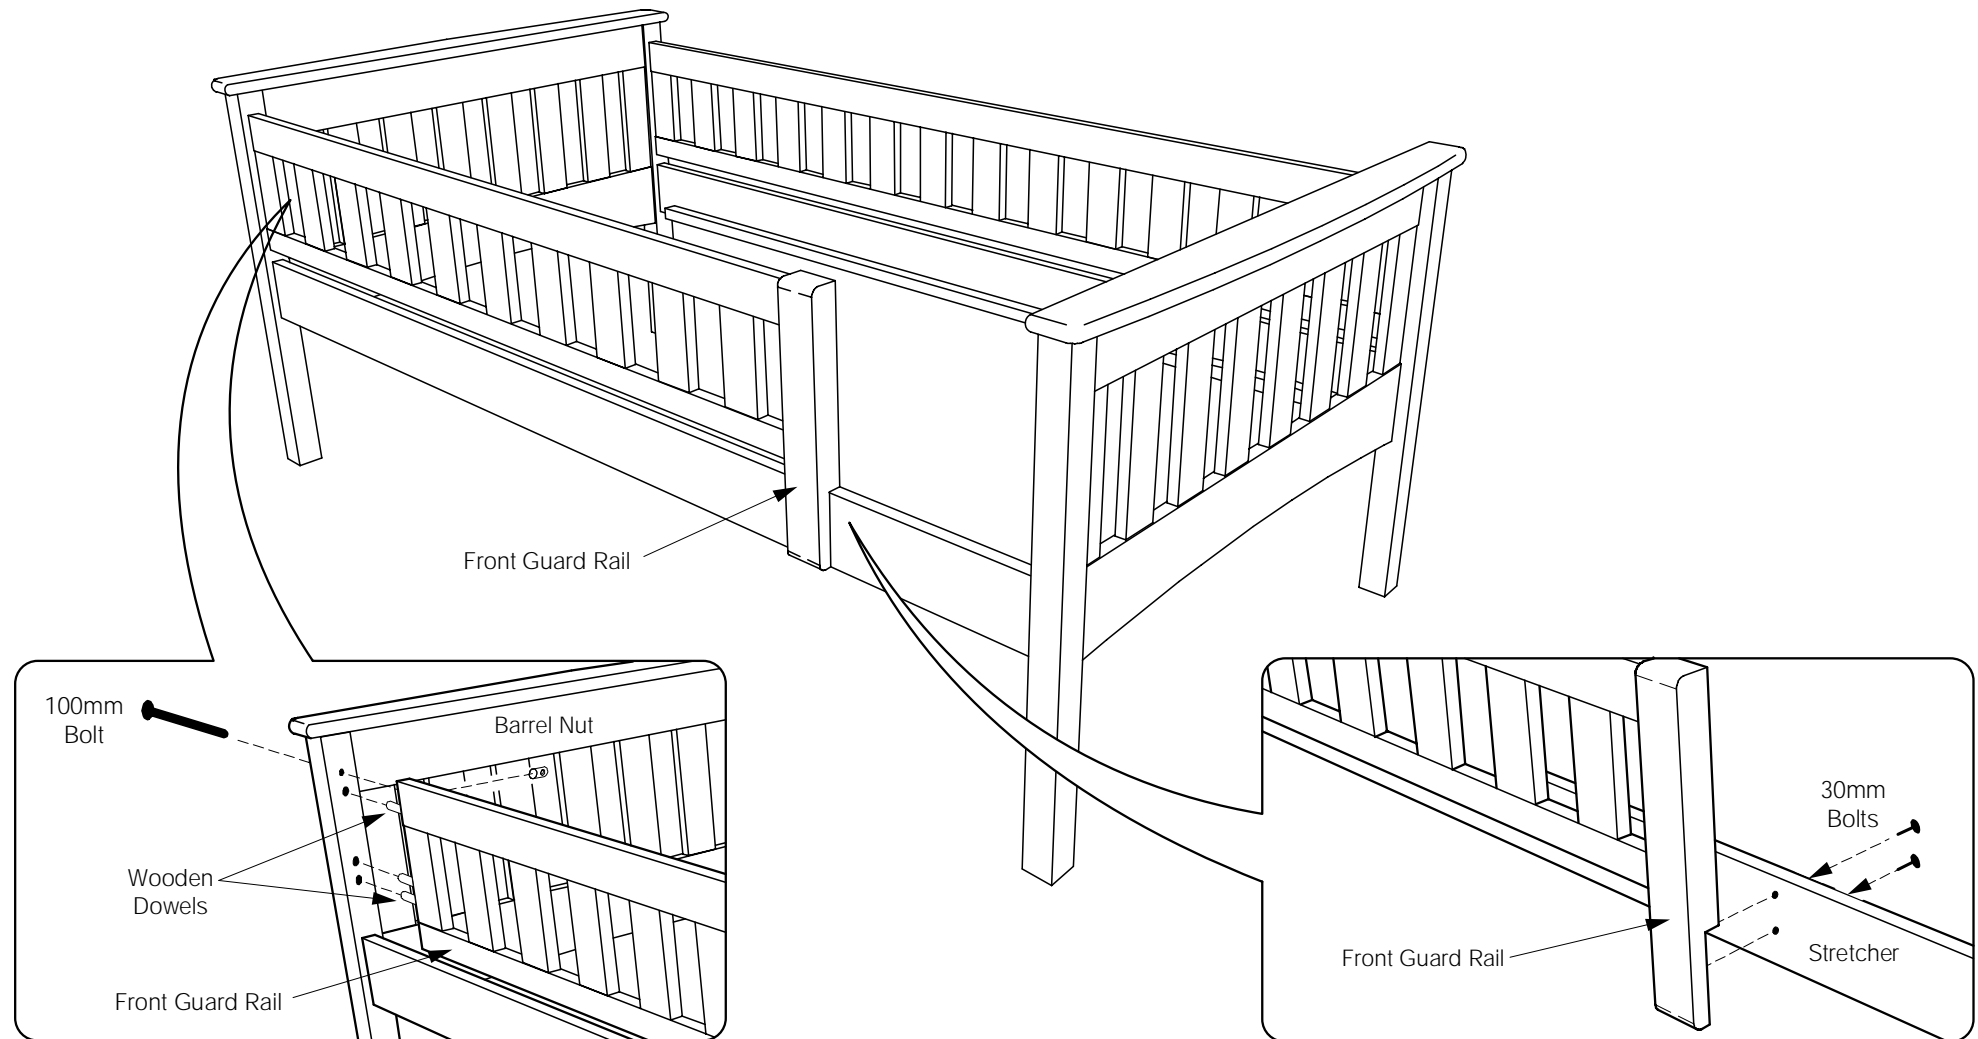 Front Guard Rail
100mm
Bolt
Barrel Nut
Wooden
Dowels
Front Guard Rail
30mm
Bolts
Front Guard Rail
Stretcher